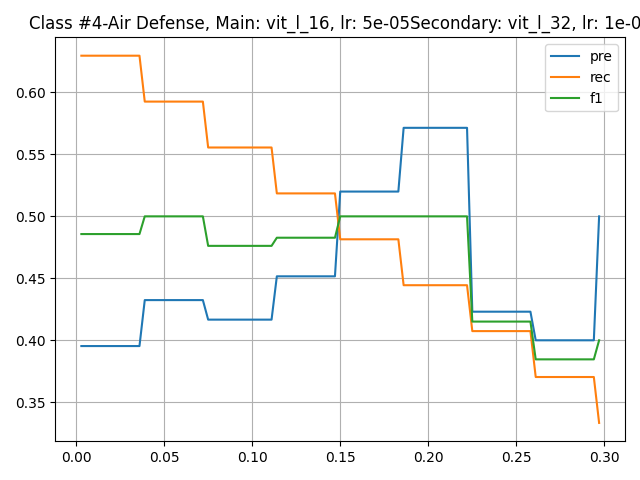 Class #4-Air Defense, Main: vit_l_16, lr: 5e-05Secondary: vit_l_32, lr: 1e-0
pre
rec
f1
0.60
0.55
0.50
0.45
0.40
0.35
0.00 0.05 0.10 0.15 0.20 0.25 0.30